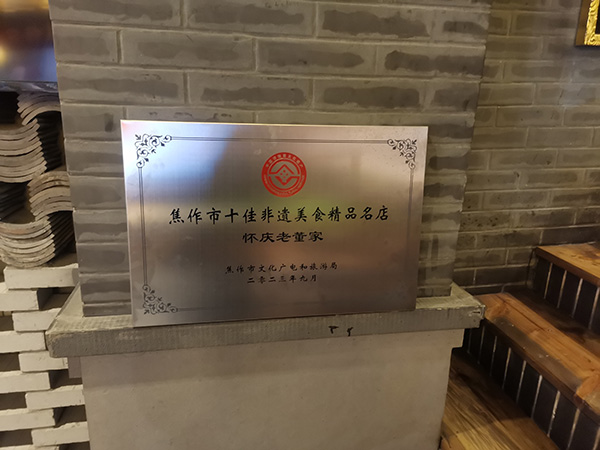 焦作市十佳非遗美食精品名店
怀庆老董家
焦作市文化广电和旅游局
二零二三年九月